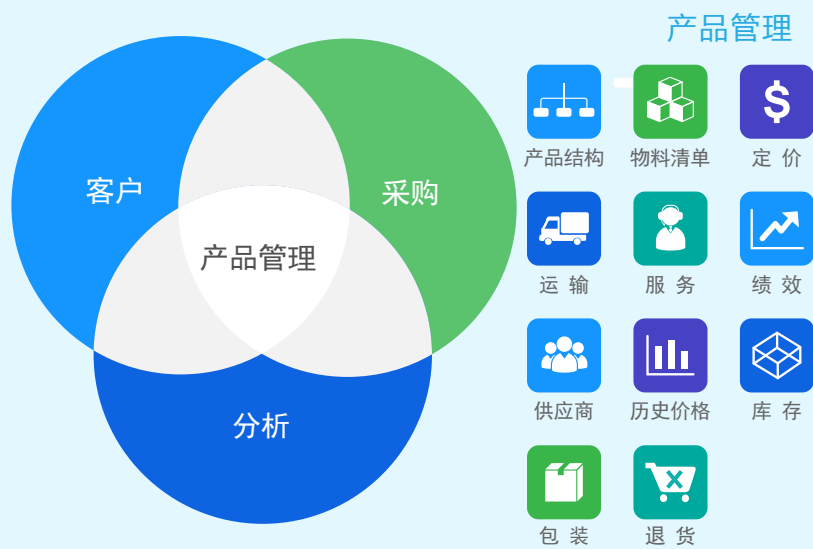 产品管理
客户
采购
产品管理
分析
产品结构
物料清单
定 价
运 输
服 务
绩 效
供应商
历史价格
库 存
包 装
退 货